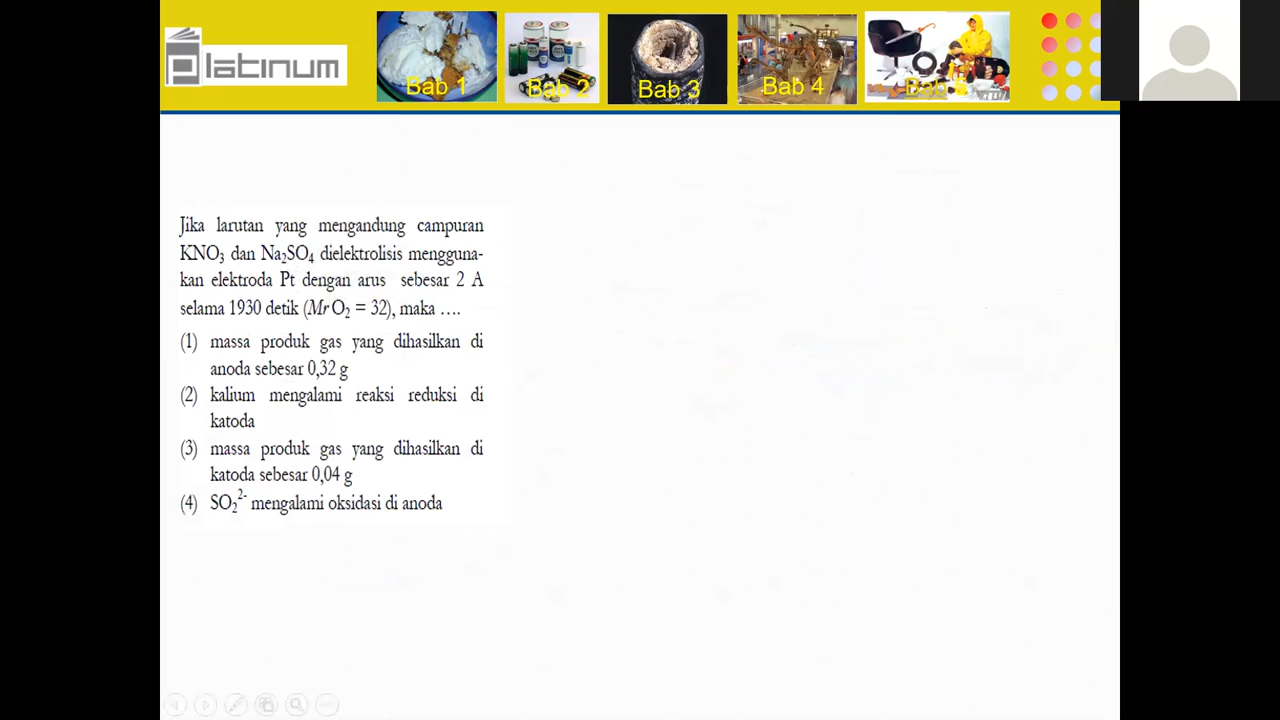 Platinum
Bab 1
Bab 2
Bab 3
Bab 4
Bab
Jika larutan yang mengandung campuran
KNO₃ dan Na₂SO₄ dielektrolisis mengguna-
kan elektroda Pt dengan arus sebesar 2 A
selama 1930 detik (Mr O₂ = 32), maka ….
(1) massa produk gas yang dihasilkan di
anoda sebesar 0,32 g
(2) kalium mengalami reaksi reduksi di
katoda
(3) massa produk gas yang dihasilkan di
katoda sebesar 0,04 g
(4) SO₂²⁻ mengalami oksidasi di anoda